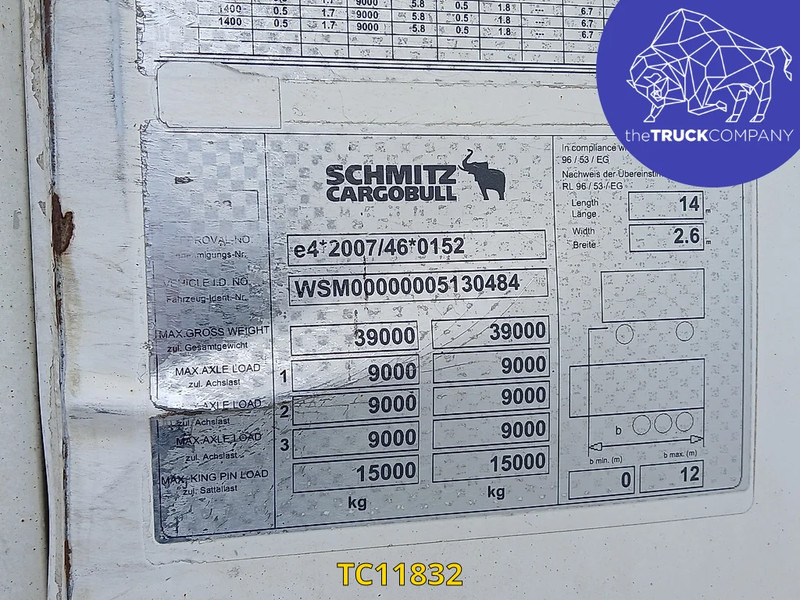 1400 0.5 1.7 9000 5.8 0.5 1.8 --- 6.7
1400 0.5 1.7 9000 5.8 0.5 1.8 --- 6.7
theTRUCKCOMPANY
SCHMITZ
CARGOBULL
In compliance
96 / 53 / EG
Nachweis der
RL 96 / 53 / EG
Length
Länge 14 m
Width
Breite 2.6 m
e4*2007/46*0152
VEHICLE I.D. NO.
Fahrzeug-Ident.-Nr.
WSM00000005130484
MAX.GROSS WEIGHT
zul. Gesamtgewicht
39000 39000
MAX.AXLE LOAD
zul. Achslast
1 9000 9000
AXLE LOAD
zul. Achslast
2 9000 9000
MAX.AXLE LOAD
zul. Achslast
3 9000 9000
MAX. KING PIN LOAD
zul. Sattellast
15000 15000
kg kg
b
b min. (m) b max. (m)
0 12
TC11832